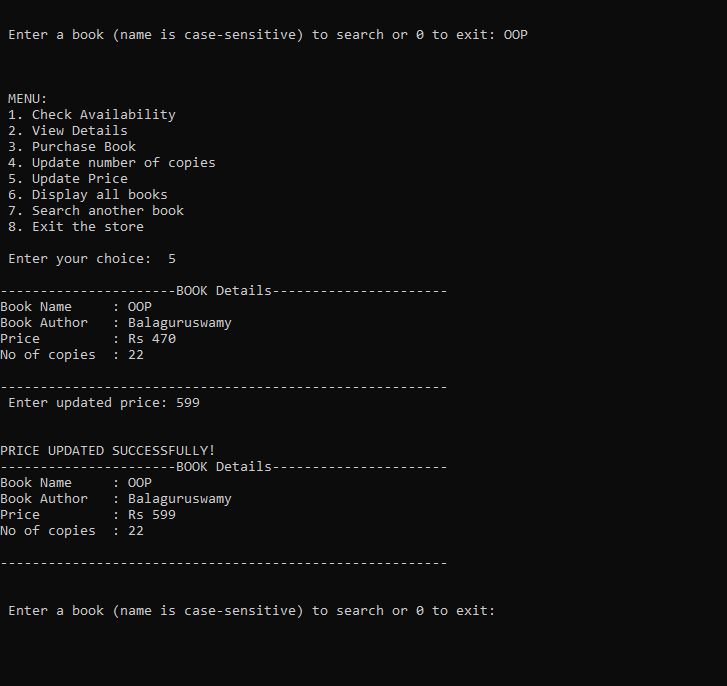 Enter a book (name is case-sensitive) to search or 0 to exit: OOP
MENU:
1. Check Availability
2. View Details
3. Purchase Book
4. Update number of copies
5. Update Price
6. Display all books
7. Search another book
8. Exit the store
Enter your choice:  5
----------------------BOOK Details----------------------
Book Name     : OOP
Book Author   : Balaguruswamy
Price         : Rs 470
No of copies  : 22
--------------------------------------------------------
Enter updated price: 599
PRICE UPDATED SUCCESSFULLY!
----------------------BOOK Details----------------------
Book Name     : OOP
Book Author   : Balaguruswamy
Price         : Rs 599
No of copies  : 22
--------------------------------------------------------
Enter a book (name is case-sensitive) to search or 0 to exit: